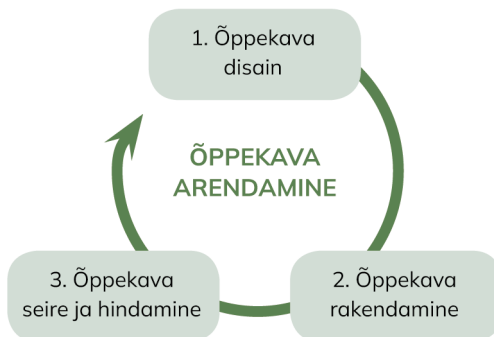 1. Õppekava
disain
ÕPPEKAVA
ARENDAMINE
2. Õppekava
rakendamine
3. Õppekava
seire ja hindamine